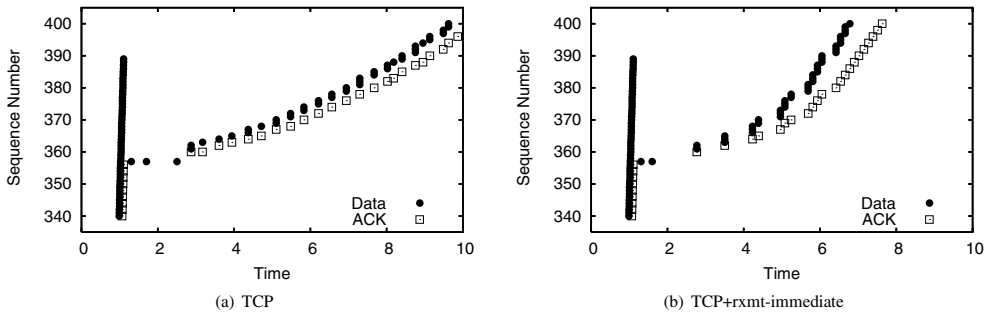 400
390
380
370
360
350
340
Sequence Number
Data
ACK
0 2 4 6 8 10
Time
(a) TCP
400
390
380
370
360
350
340
Sequence Number
Data
ACK
0 2 4 6 8 10
Time
(b) TCP+rxmt-immediate